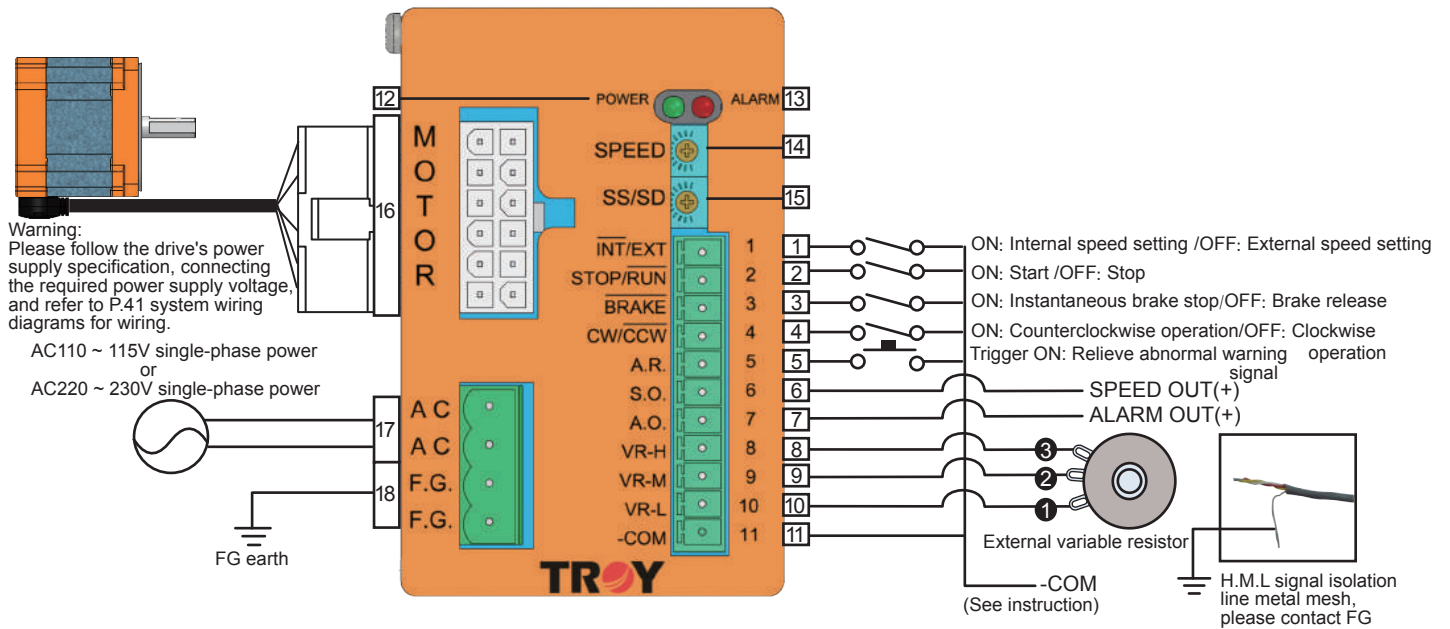 12
POWER
ALARM
13
MOTOR
SPEED
14
SS/SD
15
16
Warning:
Please follow the drive's power
supply specification, connecting
the required power supply voltage,
and refer to P.41 system wiring
diagrams for wiring.
AC110 ~ 115V single-phase power
or
AC220 ~ 230V single-phase power
INT/EXT 1 1 ON: Internal speed setting /OFF: External speed setting
STOP/RUN 2 2 ON: Start /OFF: Stop
BRAKE 3 3 ON: Instantaneous brake stop/OFF: Brake release
CW/CCW 4 4 ON: Counterclockwise operation/OFF: Clockwise
operation
A.R. 5 5 Trigger ON: Relieve abnormal warning
signal
S.O. 6 6 SPEED OUT(+)
A.O. 7 7 ALARM OUT(+)
VR-H 8 8 3
VR-M 9 9 2
VR-L 10 10 1
-COM 11 11
17
AC
AC
18
F.G.
F.G.
FG earth
External variable resistor
-COM
(See instruction)
H.M.L signal isolation
line metal mesh,
please contact FG
TROY